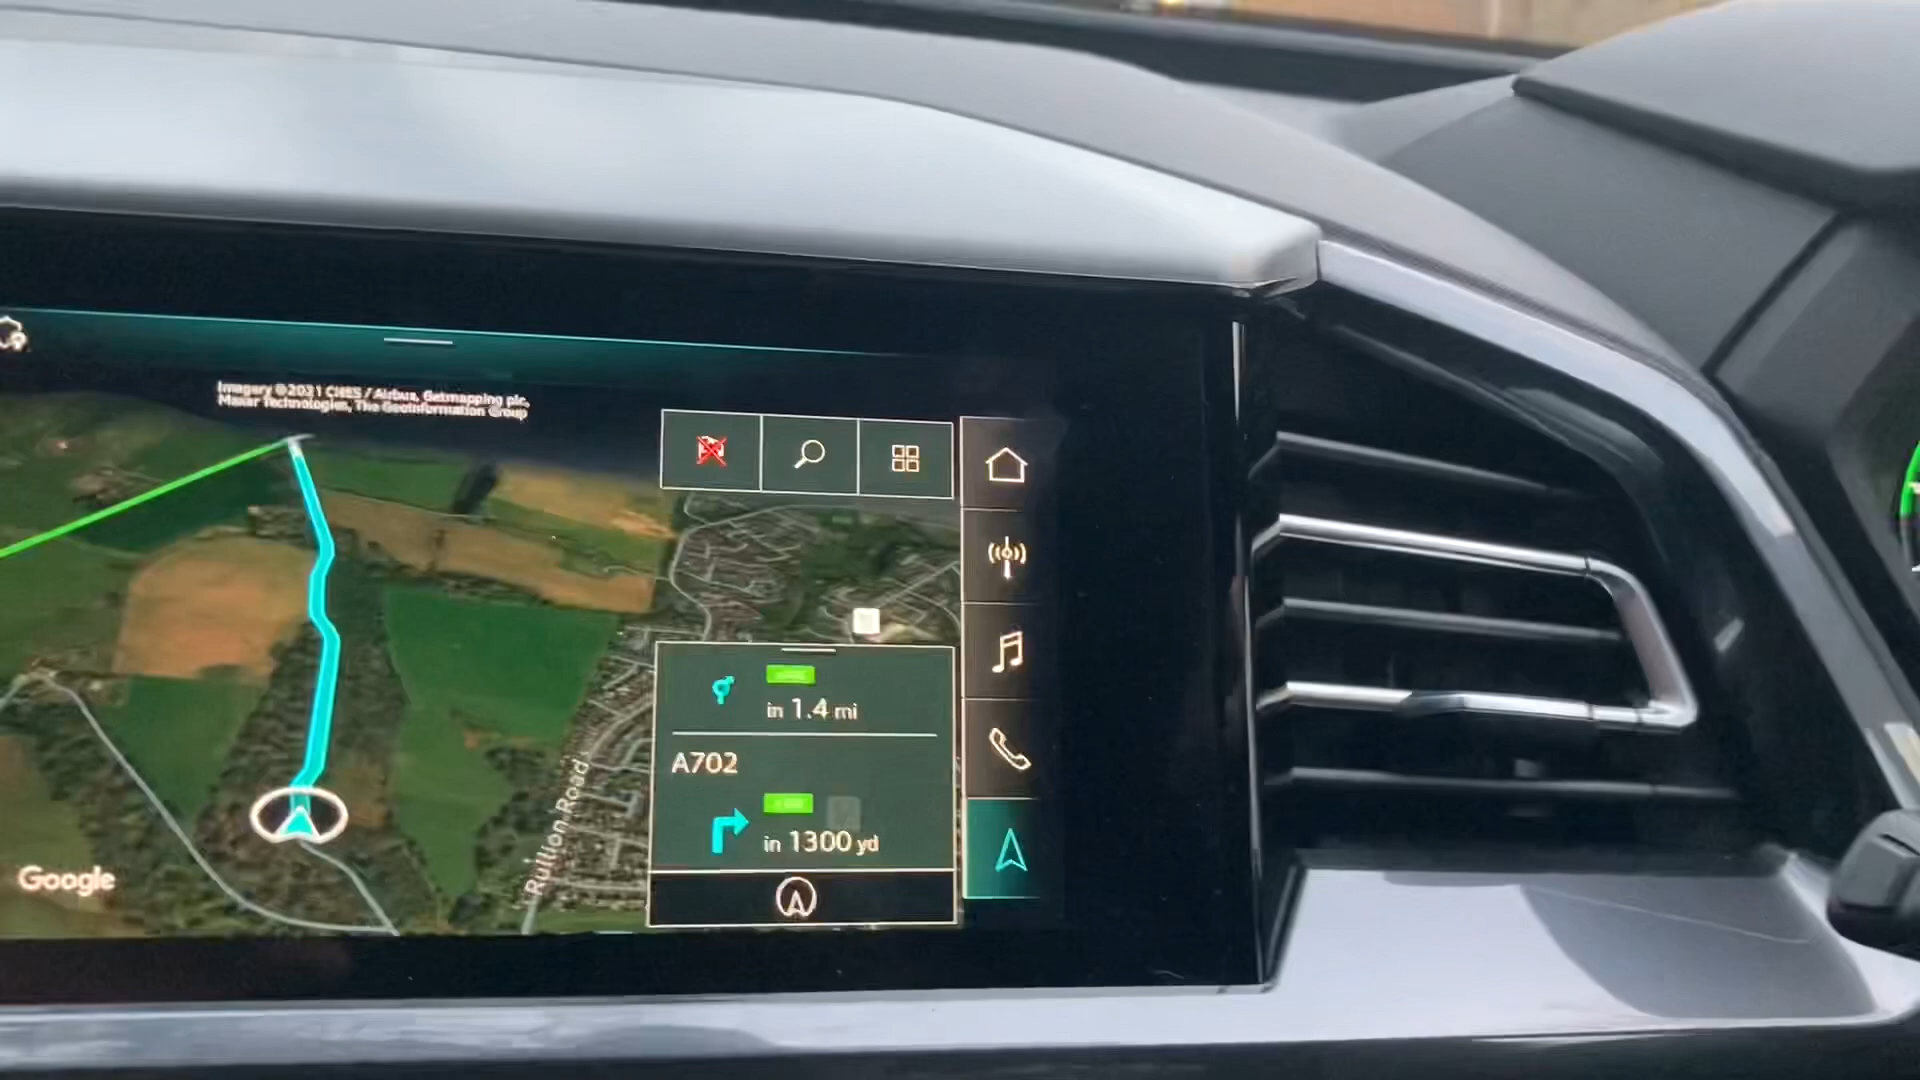 Imagery ©2021 CNES / Airbus, Getmapping plc,
Maxar Technologies, The GeoInformation Group
in 1.4 mi
A702
in 1300 yd
Rullion Road
Google